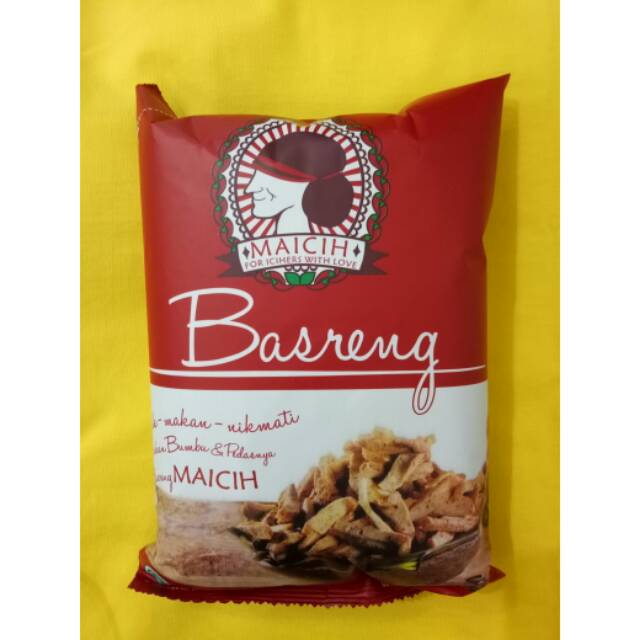 MAICIH
FOR ICIHERS WITH LOVE
Basreng
- makan - nikmati
Bumbu & Pedasnya
MAICIH